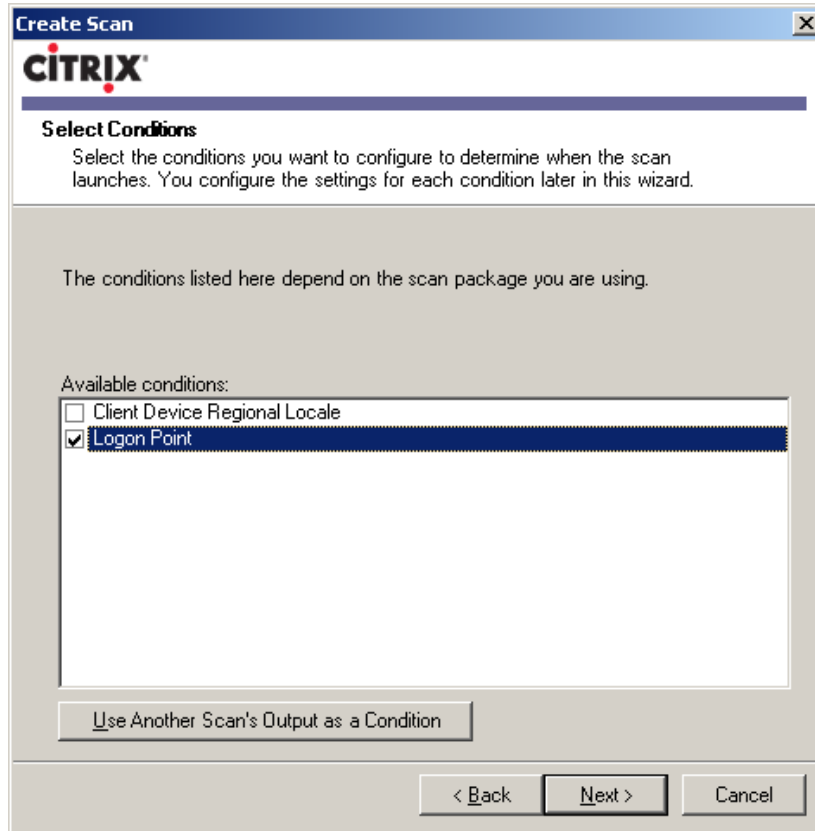 Create Scan
CİTRIX
Select Conditions
Select the conditions you want to configure to determine when the scan
launches. You configure the settings for each condition later in this wizard.
The conditions listed here depend on the scan package you are using.
Available conditions:
Client Device Regional Locale
Logon Point
Use Another Scan's Output as a Condition
< Back
Next >
Cancel